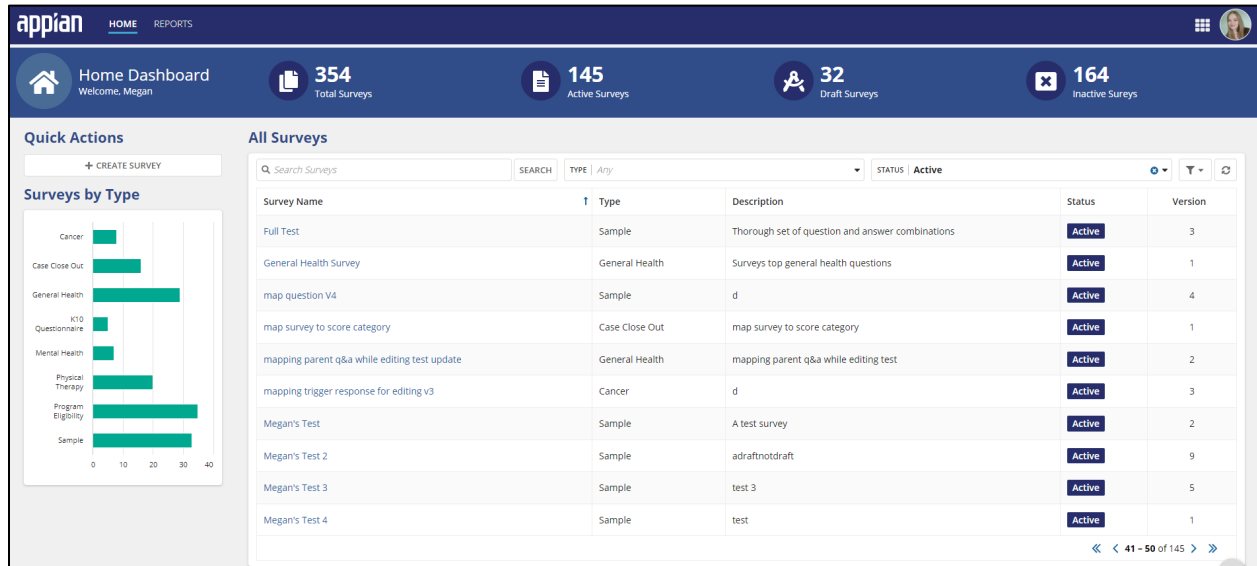 appian HOME REPORTS
Home Dashboard
Welcome, Megan
354
Total Surveys
145
Active Surveys
32
Draft Surveys
164
Inactive Sureys
Quick Actions
+ CREATE SURVEY
Surveys by Type
Cancer
Case Close Out
General Health
K10
Questionnaire
Mental Health
Physical
Therapy
Program
Eligibility
Sample
0 10 20 30 40
All Surveys
Search Surveys SEARCH TYPE Any STATUS Active
Survey Name Type Description Status Version
Full Test Sample Thorough set of question and answer combinations Active 3
General Health Survey General Health Surveys top general health questions Active 1
map question V4 Sample d Active 4
map survey to score category Case Close Out map survey to score category Active 1
mapping parent q&a while editing test update General Health mapping parent q&a while editing test Active 2
mapping trigger response for editing v3 Cancer d Active 3
Megan's Test Sample A test survey Active 2
Megan's Test 2 Sample adraftnotdraft Active 9
Megan's Test 3 Sample test 3 Active 5
Megan's Test 4 Sample test Active 1
41 – 50 of 145